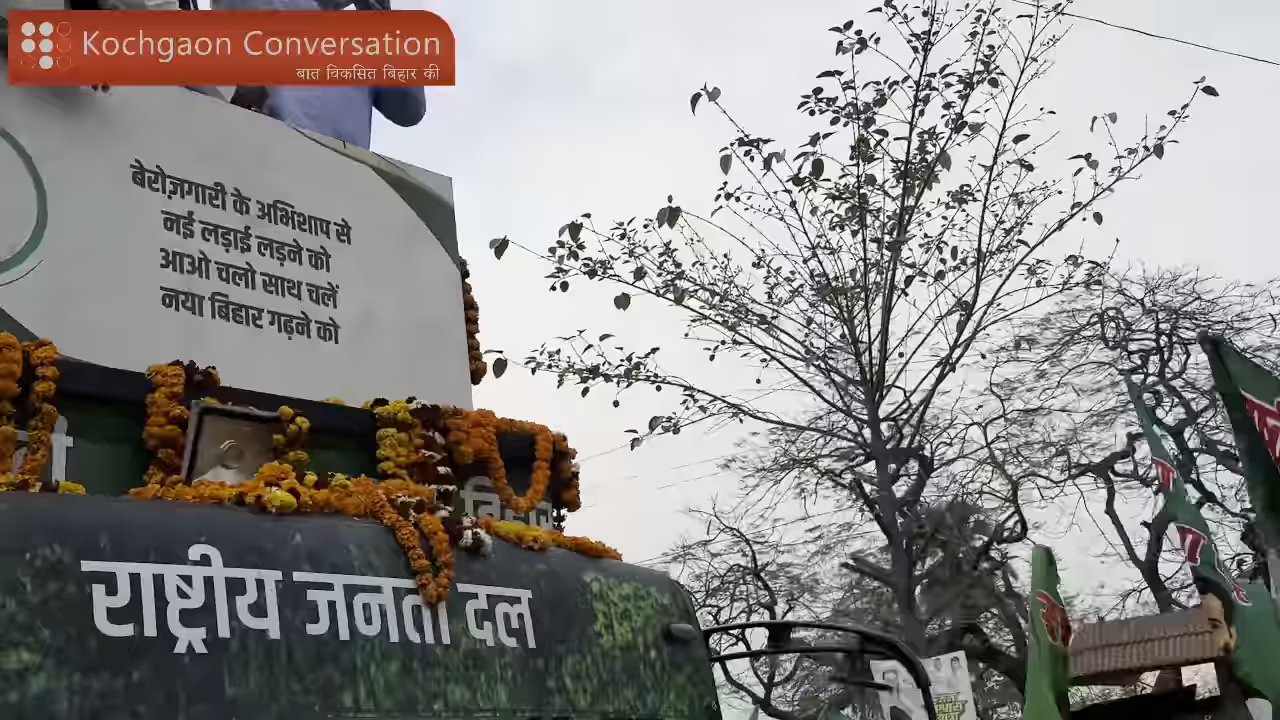 Kochgaon Conversation
बात विकसित बिहार की
बेरोज़गारी के अभिशाप से
नई लड़ाई लड़ने को
आओ चलो साथ चलें
नया बिहार गढ़ने को
बिहार
राष्ट्रीय जनता दल